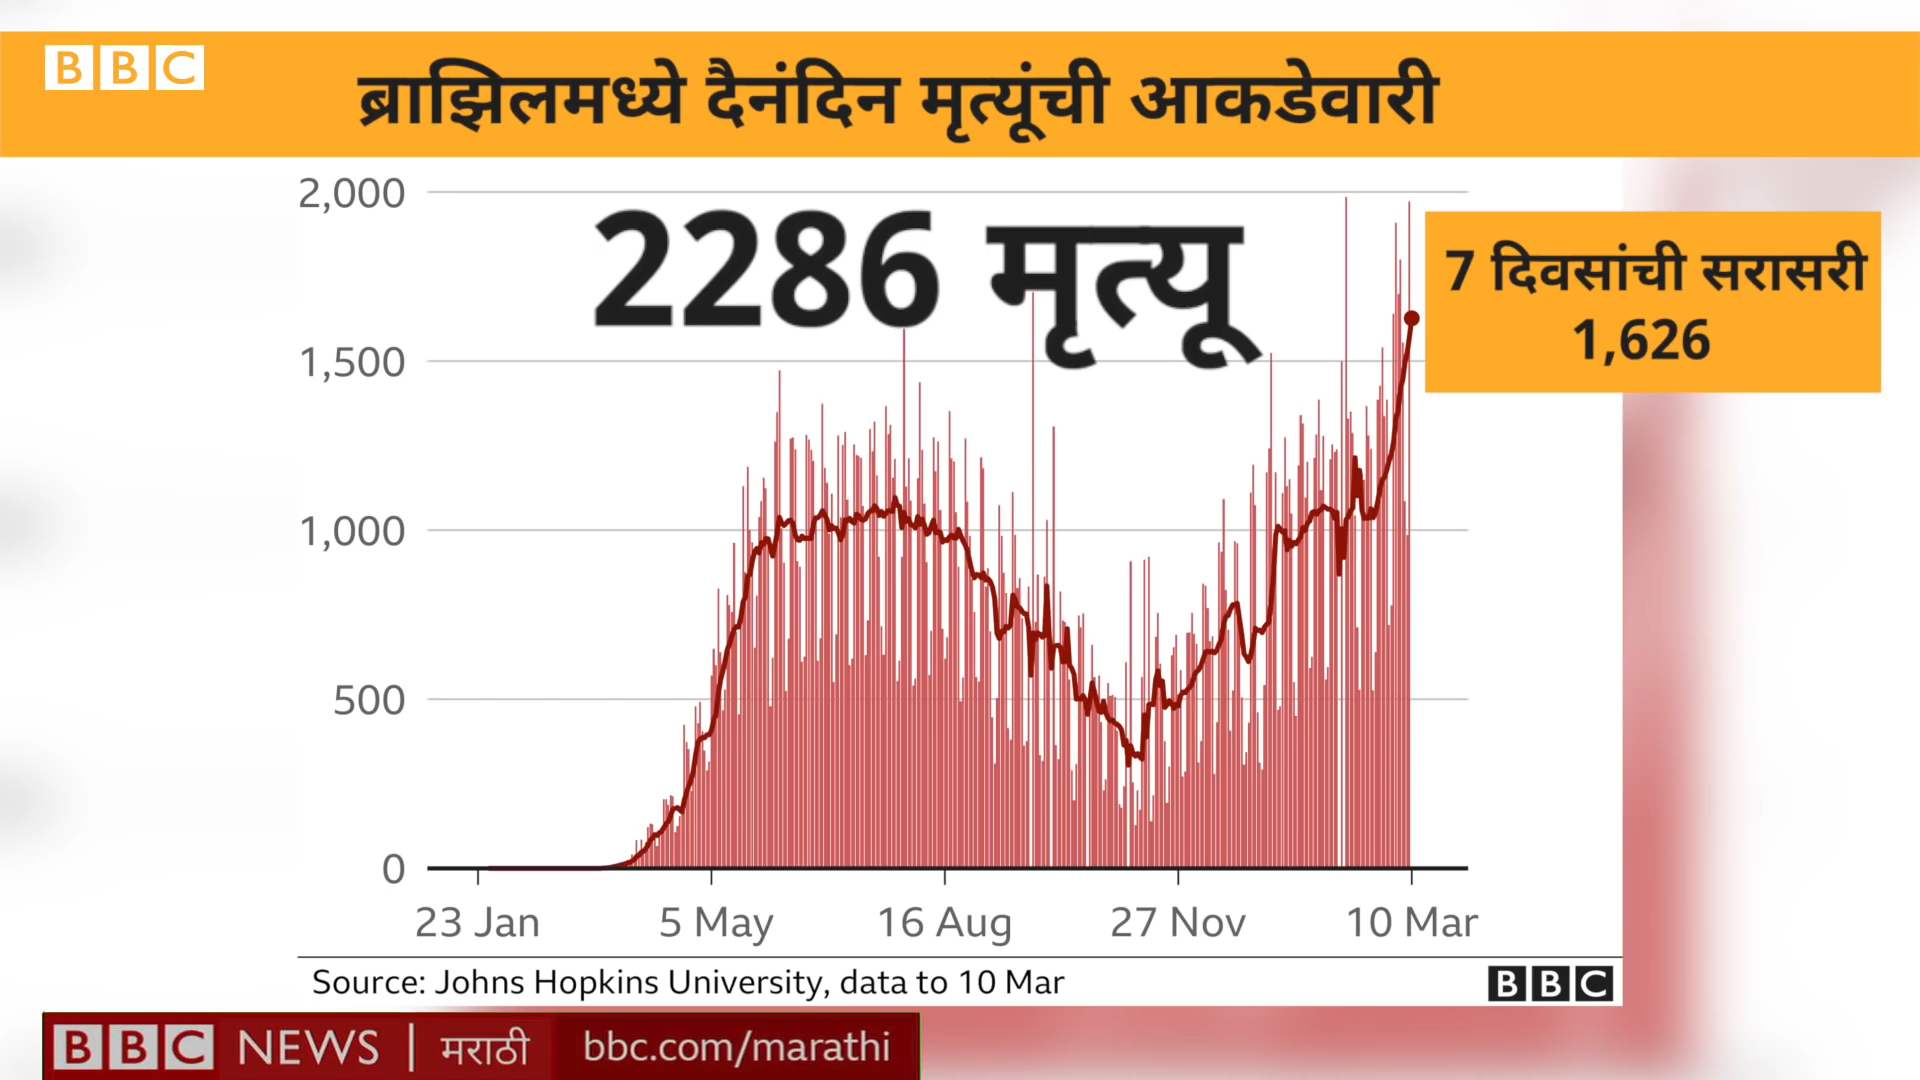 BBC
ब्राझिलमध्ये दैनंदिन मृत्यूंची आकडेवारी
2,000
2286 मृत्यू
7 दिवसांची सरासरी
1,626
1,500
1,000
500
0
23 Jan
5 May
16 Aug
27 Nov
10 Mar
Source: Johns Hopkins University, data to 10 Mar
BBC
BBC NEWS | मराठी
bbc.com/marathi